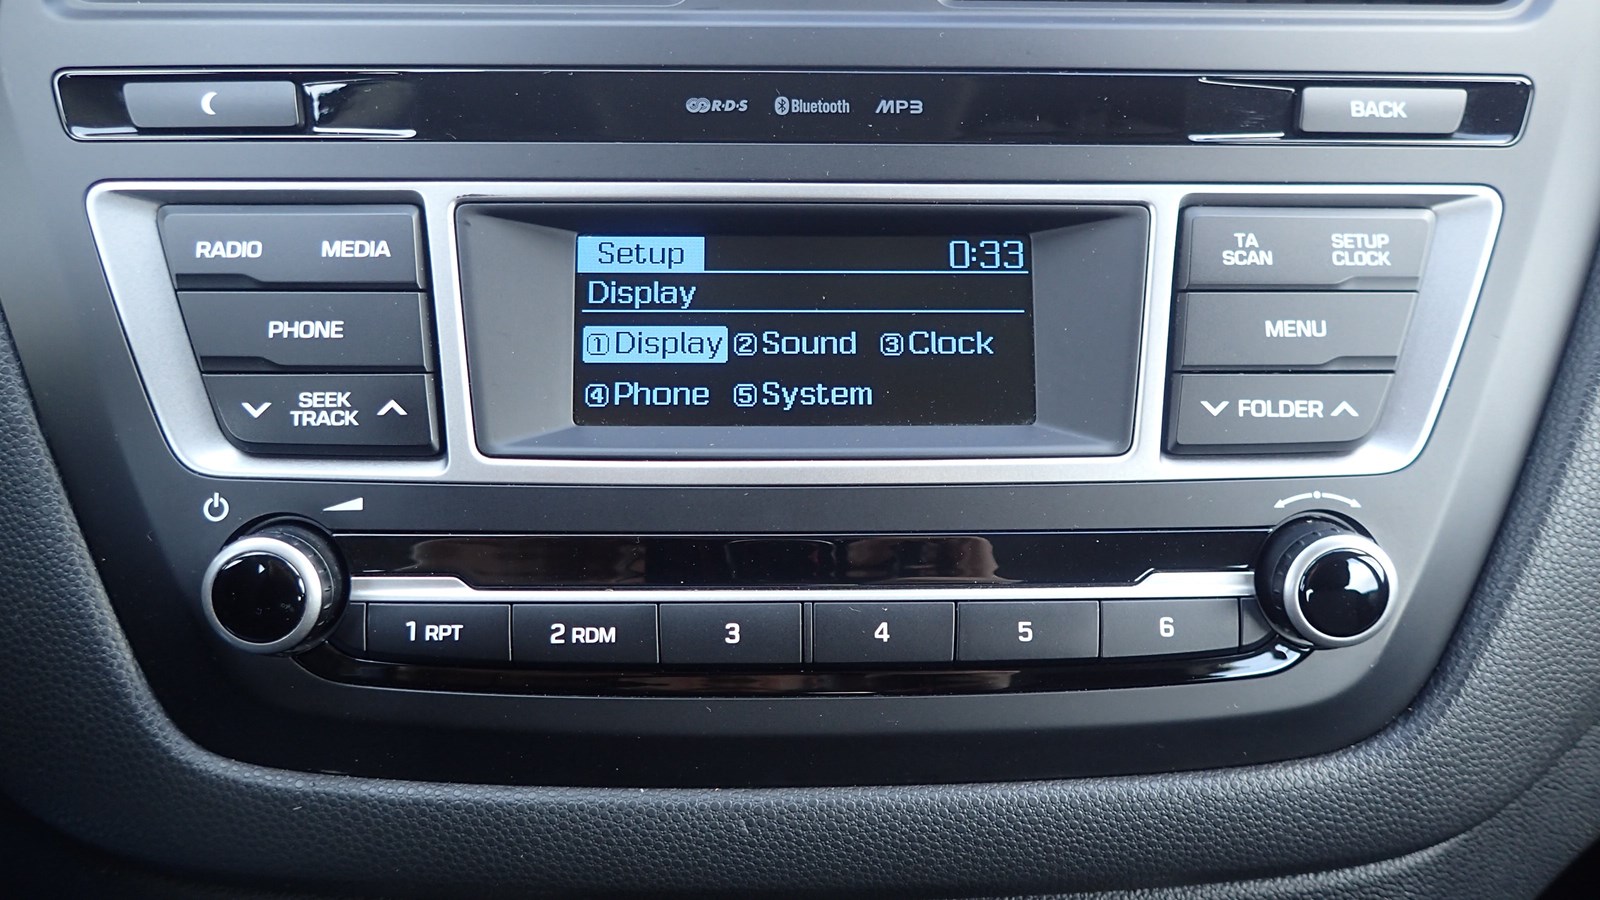 R·D·S Bluetooth MP3 BACK
RADIO MEDIA
PHONE
SEEK
TRACK
Setup 0:33
Display
①Display ②Sound ③Clock
④Phone ⑤System
TA
SCAN
SETUP
CLOCK
MENU
FOLDER
1 RPT 2 RDM 3 4 5 6